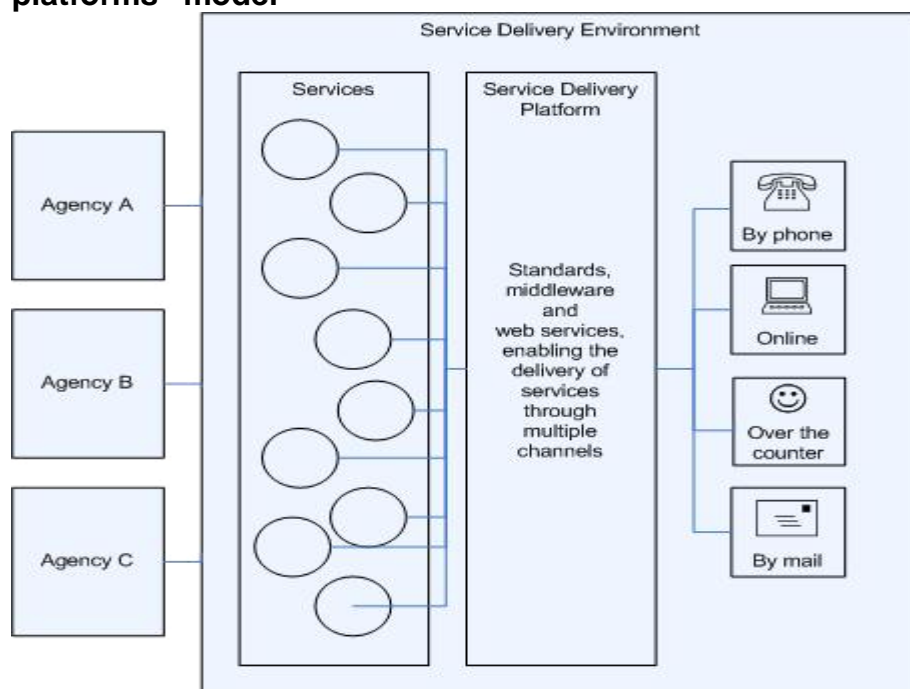 platforms" model
Service Delivery Environment
Services
Service Delivery
Platform
Agency A
Agency B
Agency C
Standards,
middleware
and
web services,
enabling the
delivery of
services
through
multiple
channels
By phone
Online
Over the
counter
By mail